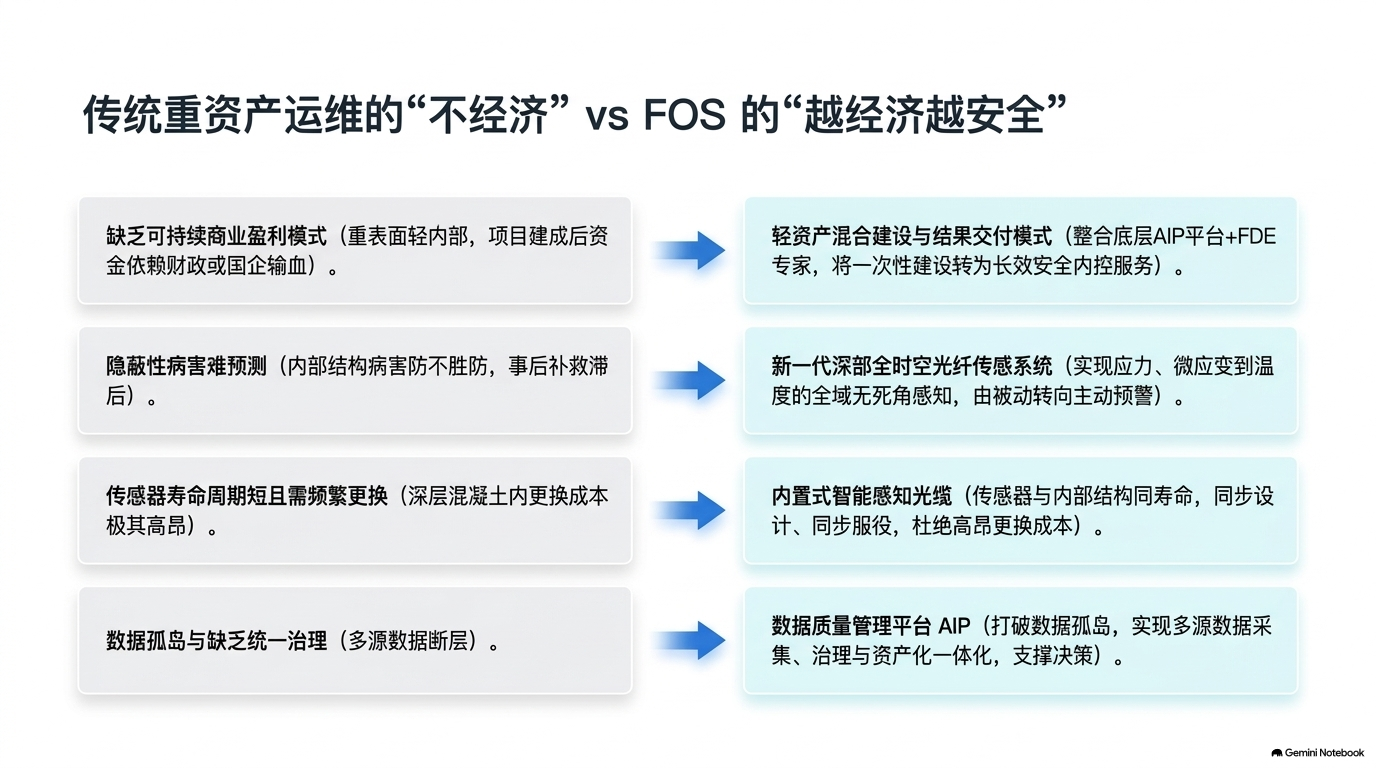 传统重资产运维的“不经济” vs FOS 的“越经济越安全”
缺乏可持续商业盈利模式（重表面轻内部，项目建成后资
金依赖财政或国企输血）。
轻资产混合建设与结果交付模式（整合底层AIP平台+FDE
专家，将一次性建设转为长效安全内控服务）。
隐蔽性病害难预测（内部结构病害防不胜防，事后补救滞
后）。
新一代深部全时空光纤传感系统（实现应力、微应变到温
度的全域无死角感知，由被动转向主动预警）。
传感器寿命周期短且需频繁更换（深层混凝土内更换成本
极其高昂）。
内置式智能感知光缆（传感器与内部结构同寿命，同步设
计、同步服役，杜绝高昂更换成本）。
数据孤岛与缺乏统一治理（多源数据断层）。
数据质量管理平台 AIP（打破数据孤岛，实现多源数据采
集、治理与资产化一体化，支撑决策）。
Gemini Notebook